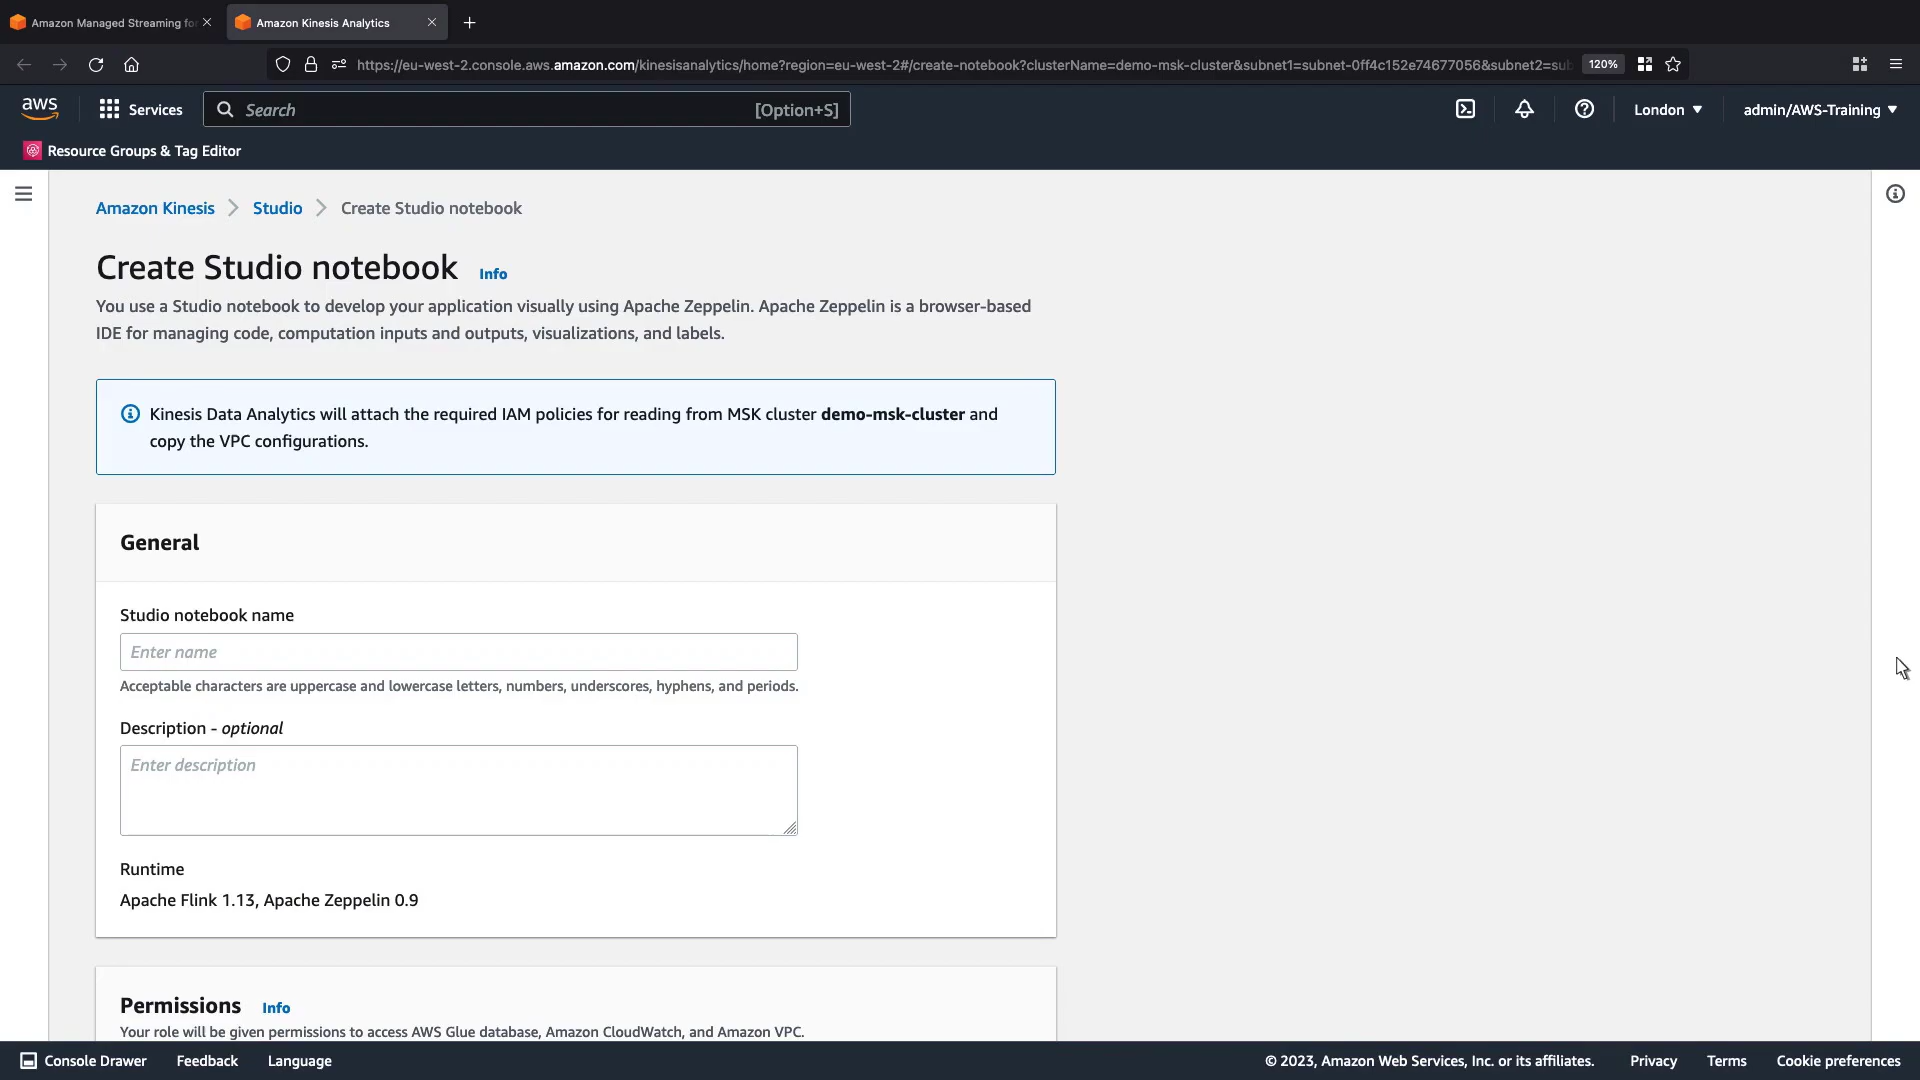 Amazon Managed Streaming for
Amazon Kinesis Analytics
https://eu-west-2.console.aws.amazon.com/kinesisanalytics/home?region=eu-west-2#/create-notebook?clusterName=demo-msk-cluster&subnet1=subnet-0ff4c152e74677056&subnet2=sub
120%
aws
Services
Search
[Option+S]
London
admin/AWS-Training
Resource Groups & Tag Editor
Amazon Kinesis
Studio
Create Studio notebook
Create Studio notebook Info
You use a Studio notebook to develop your application visually using Apache Zeppelin. Apache Zeppelin is a browser-based
IDE for managing code, computation inputs and outputs, visualizations, and labels.
Kinesis Data Analytics will attach the required IAM policies for reading from MSK cluster demo-msk-cluster and
copy the VPC configurations.
General
Studio notebook name
Enter name
Acceptable characters are uppercase and lowercase letters, numbers, underscores, hyphens, and periods.
Description - optional
Enter description
Runtime
Apache Flink 1.13, Apache Zeppelin 0.9
Permissions Info
Your role will be given permissions to access AWS Glue database, Amazon CloudWatch, and Amazon VPC.
Console Drawer
Feedback
Language
© 2023, Amazon Web Services, Inc. or its affiliates.
Privacy
Terms
Cookie preferences